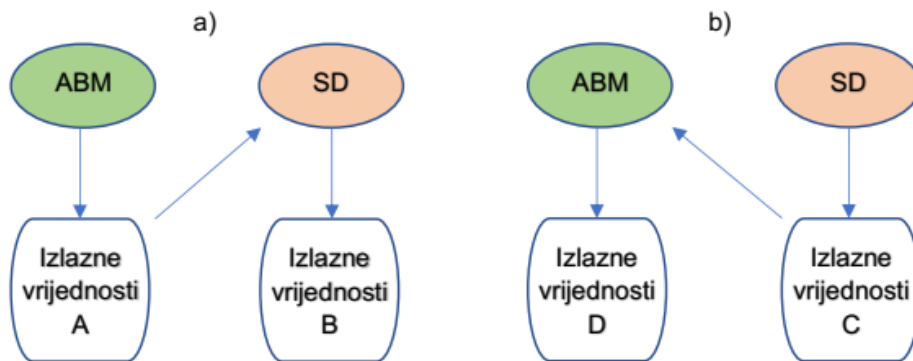 a)
b)
ABM
SD
ABM
SD
Izlazne
vrijednosti
A
Izlazne
vrijednosti
B
Izlazne
vrijednosti
D
Izlazne
vrijednosti
C